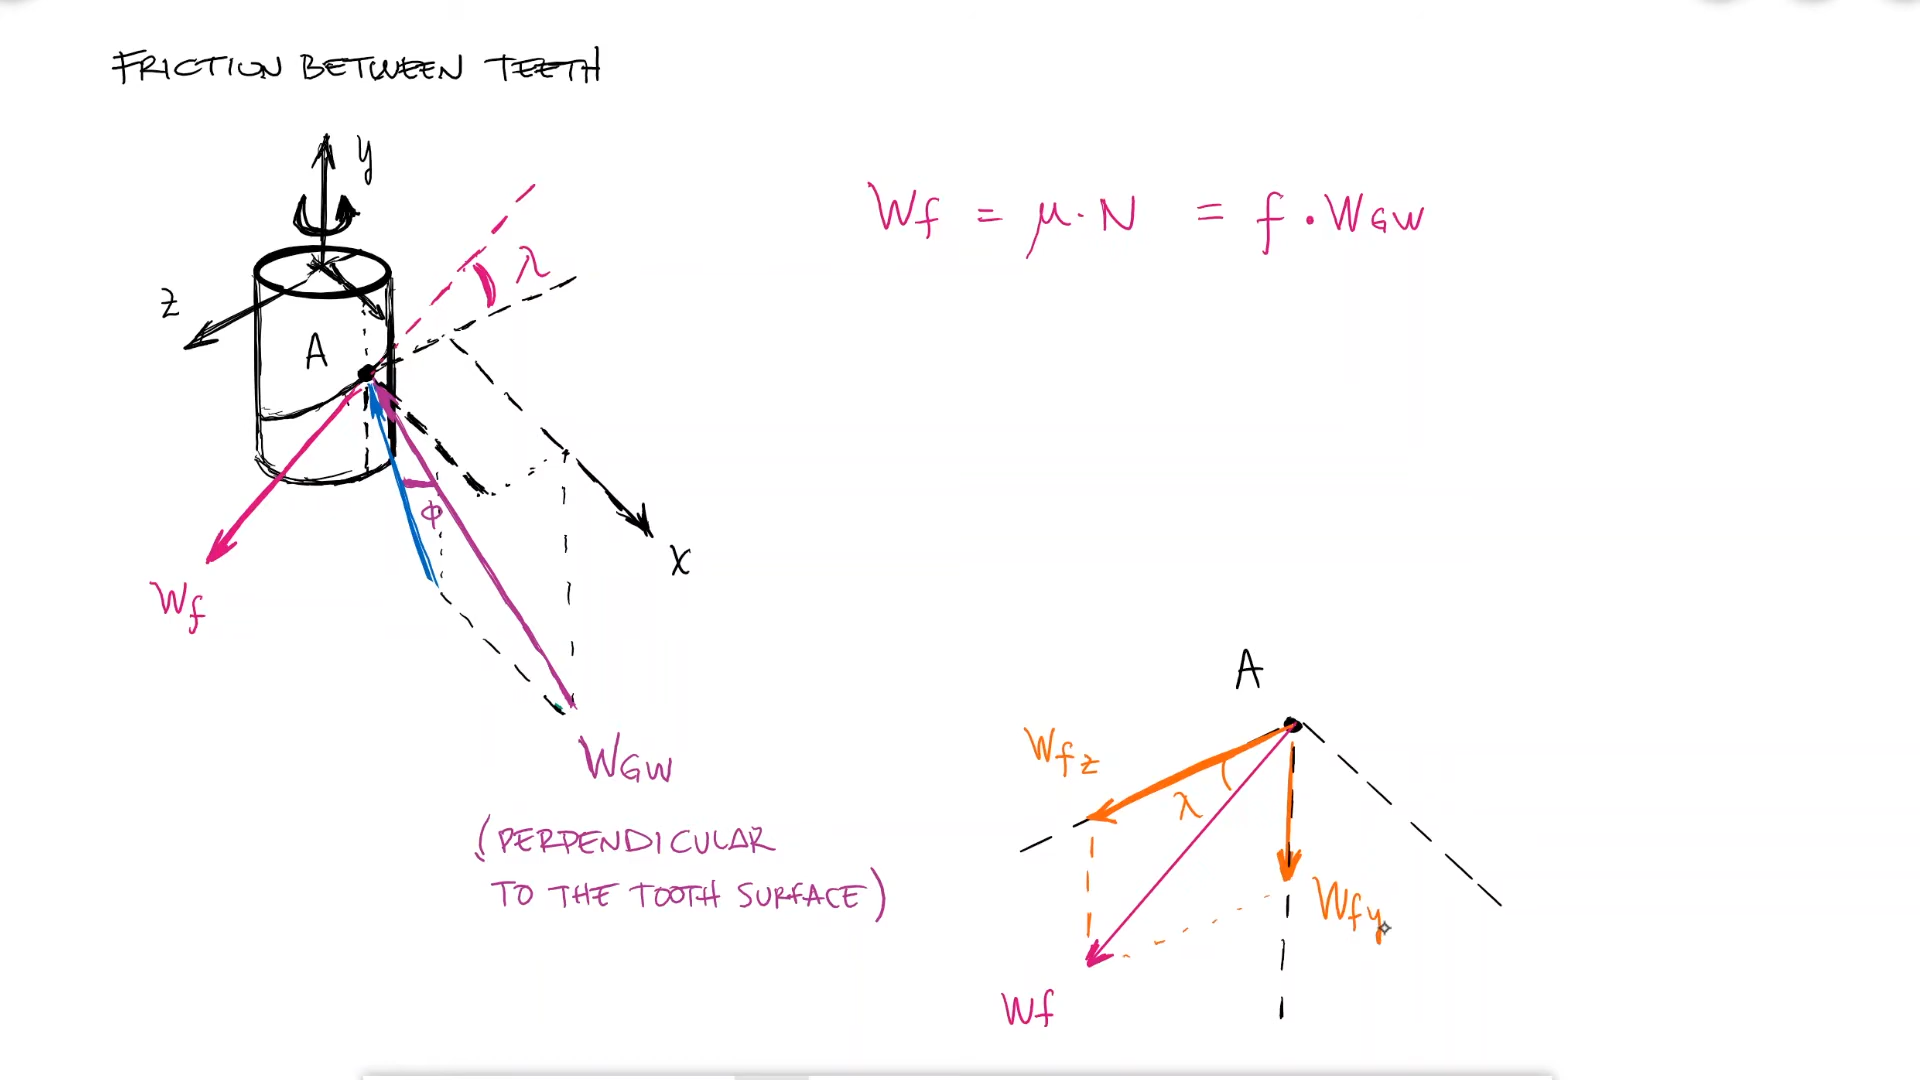 FRICTION BETWEEN TEETH
y
Wf = μ · N = f · WGW
λ
z
A
ϕ
x
Wf
A
Wfz
WGW
λ
(PERPENDICULAR
TO THE TOOTH SURFACE)
Wfy
Wf